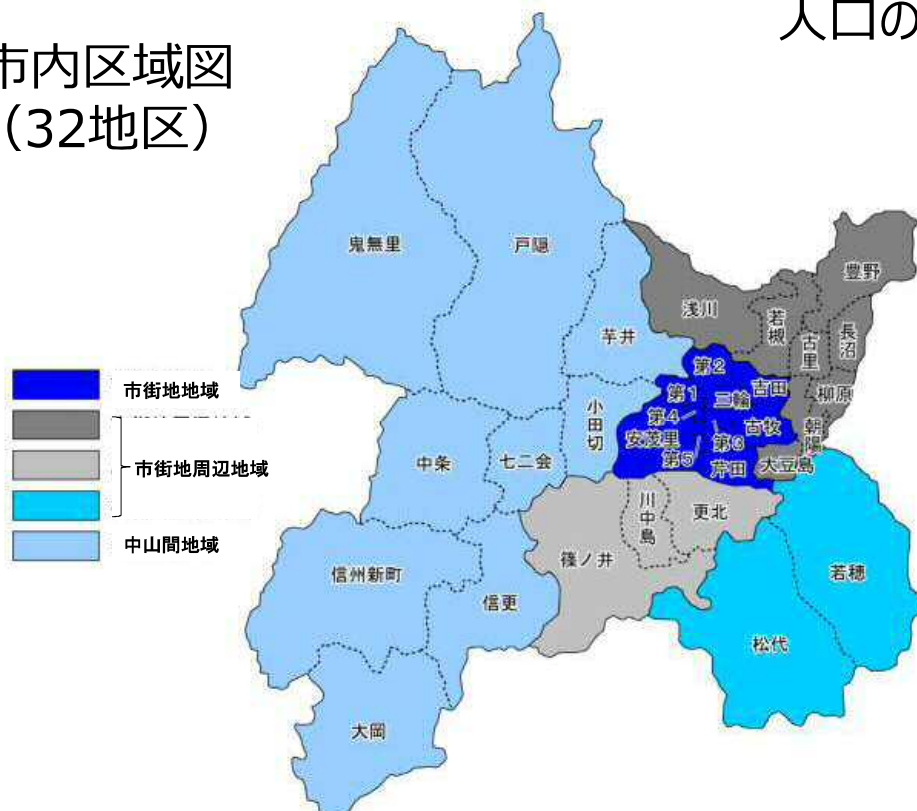 人口の
市内区域図
（32地区）
鬼無里
戸隠
豊野
浅川
若槻
長沼
古里
芋井
第2
吉田
柳原
第1
三輪
小田切
第4
古牧
朝陽
安茂里
第3
第5
芹田
大豆島
中条
七二会
川中島
更北
篠ノ井
信州新町
信更
若穂
松代
大岡
市街地地域
市街地周辺地域
中山間地域